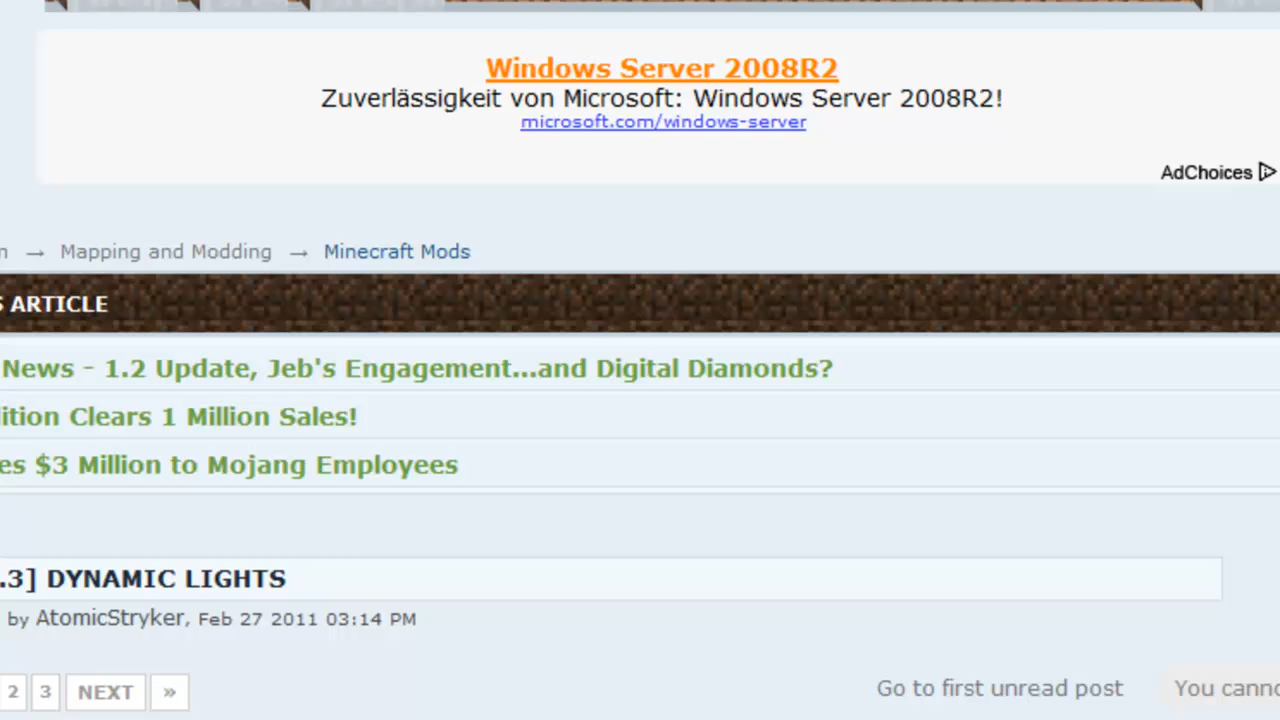 Windows Server 2008R2
Zuverlässigkeit von Microsoft: Windows Server 2008R2!
microsoft.com/windows-server
AdChoices
→ Mapping and Modding → Minecraft Mods
ARTICLE
News - 1.2 Update, Jeb's Engagement...and Digital Diamonds?
Clears 1 Million Sales!
$3 Million to Mojang Employees
.3] DYNAMIC LIGHTS
by AtomicStryker, Feb 27 2011 03:14 PM
2 3 NEXT »
Go to first unread post
You